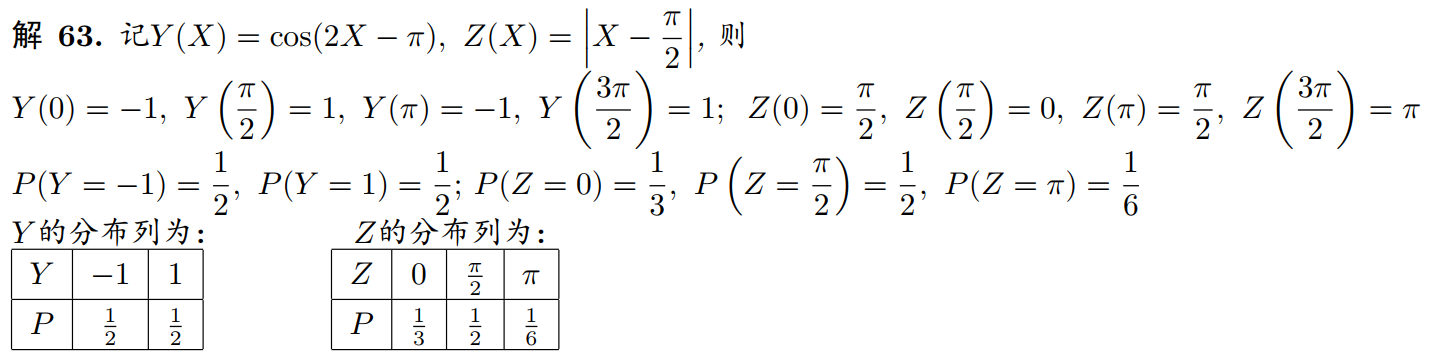 解 63. 记Y(X) = cos(2X − π), Z(X) = |X − π/2|, 则
Y(0) = −1, Y(π/2) = 1, Y(π) = −1, Y(3π/2) = 1; Z(0) = π/2, Z(π/2) = 0, Z(π) = π/2, Z(3π/2) = π
P(Y = −1) = 1/2, P(Y = 1) = 1/2; P(Z = 0) = 1/3, P(Z = π/2) = 1/2, P(Z = π) = 1/6
Y的分布列为: Z的分布列为:
Y −1 1 Z 0 π/2 π
P 1/2 1/2 P 1/3 1/2 1/6